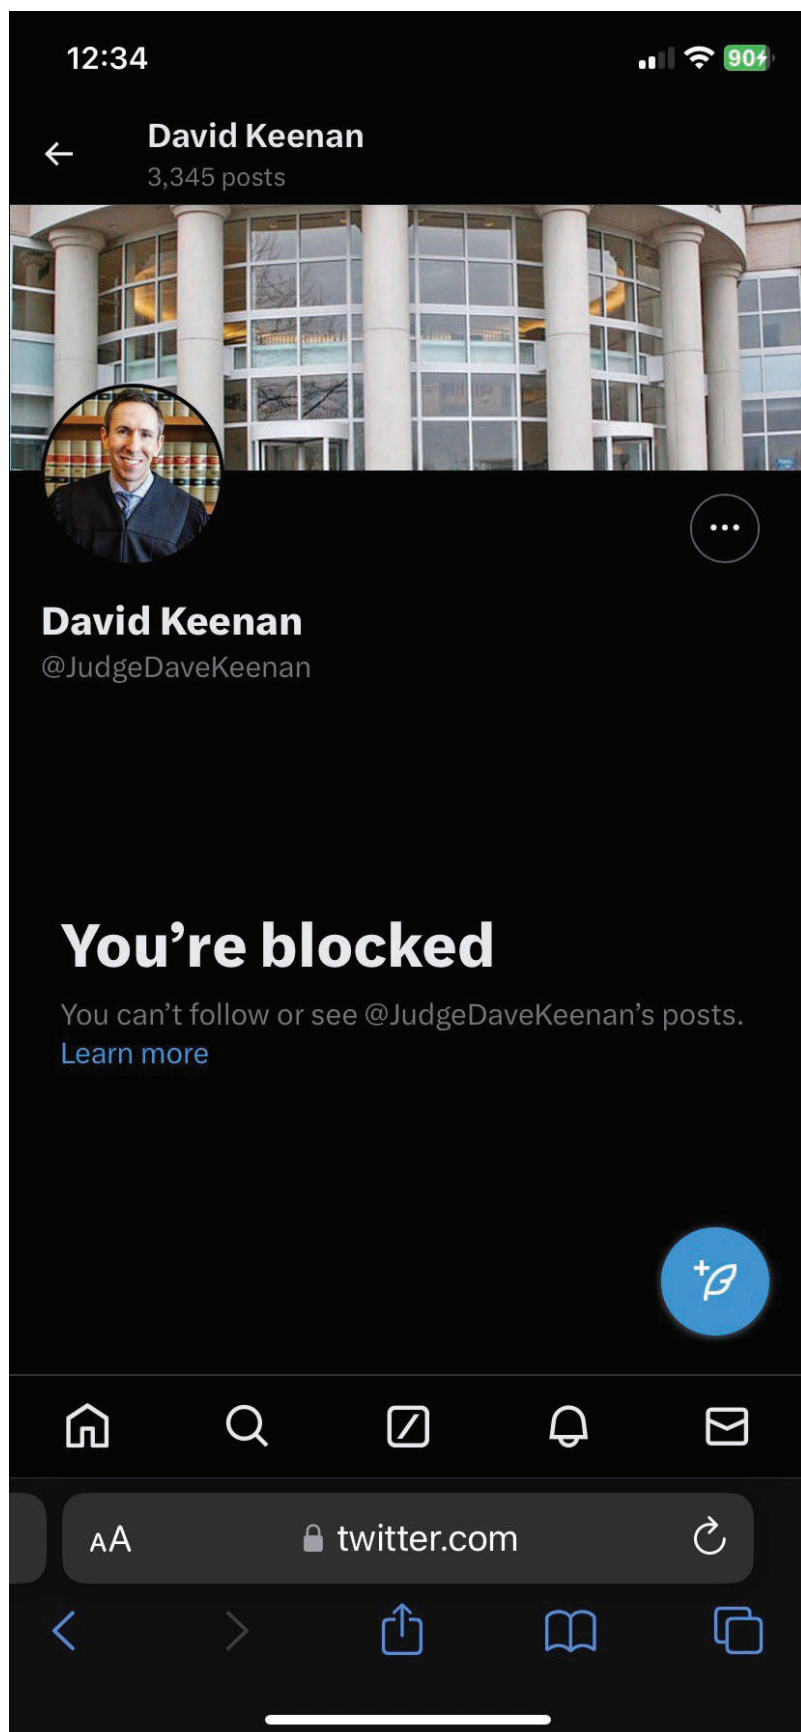 12:34
90
David Keenan
3,345 posts
David Keenan
@JudgeDaveKeenan
You're blocked
You can't follow or see @JudgeDaveKeenan's posts.
Learn more
AA
twitter.com